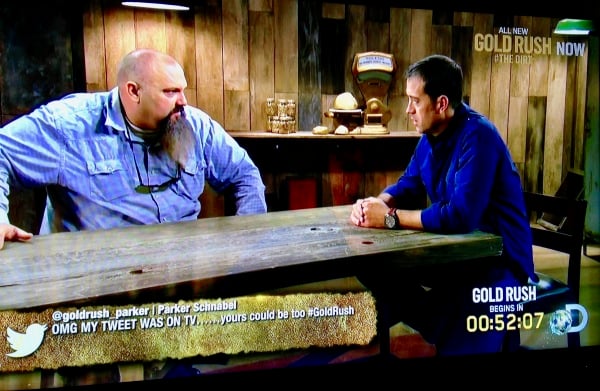 ALL NEW
GOLD RUSH NOW
#THE DIRT
GOLD RUSH
BEGINS IN
00:52:07
@goldrush_parker | Parker Schnabel
OMG MY TWEET WAS ON TV.....yours could be too #GoldRush